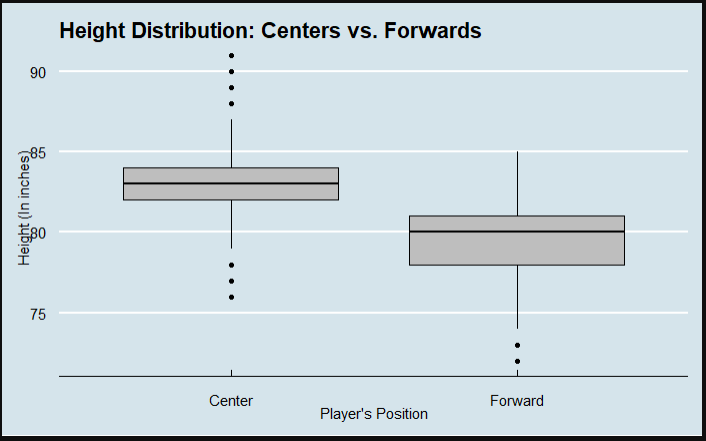 Height Distribution: Centers vs. Forwards
90
85
80
75
Height (In inches)
Center
Forward
Player's Position